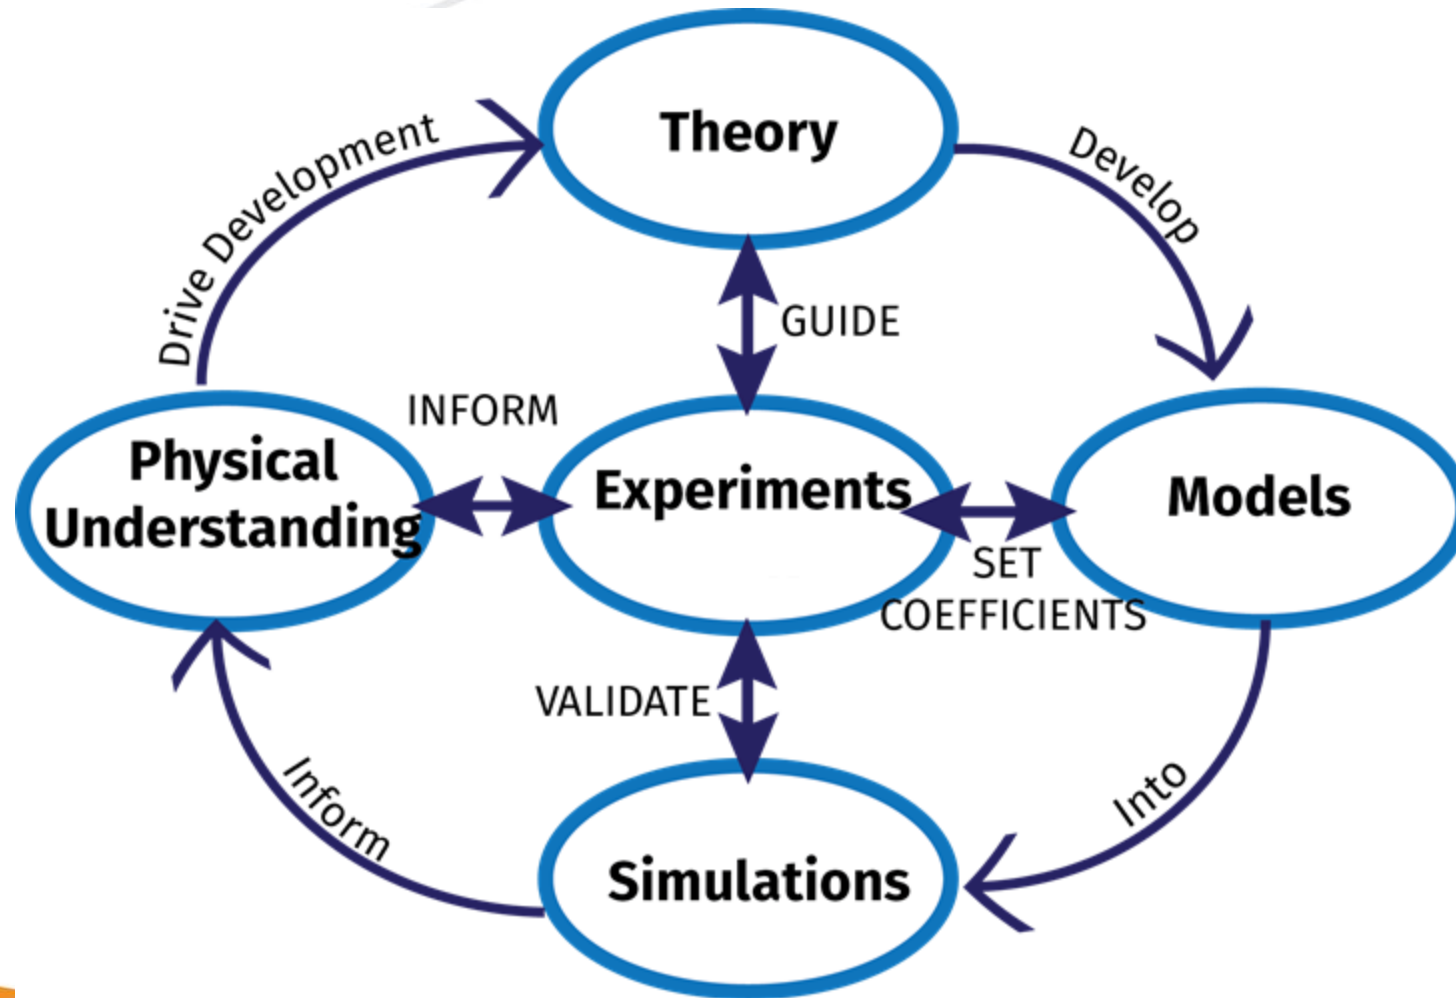 Theory
Drive Development
Develop
GUIDE
INFORM
Physical
Understanding
Experiments
Models
SET
COEFFICIENTS
VALIDATE
Inform
Into
Simulations